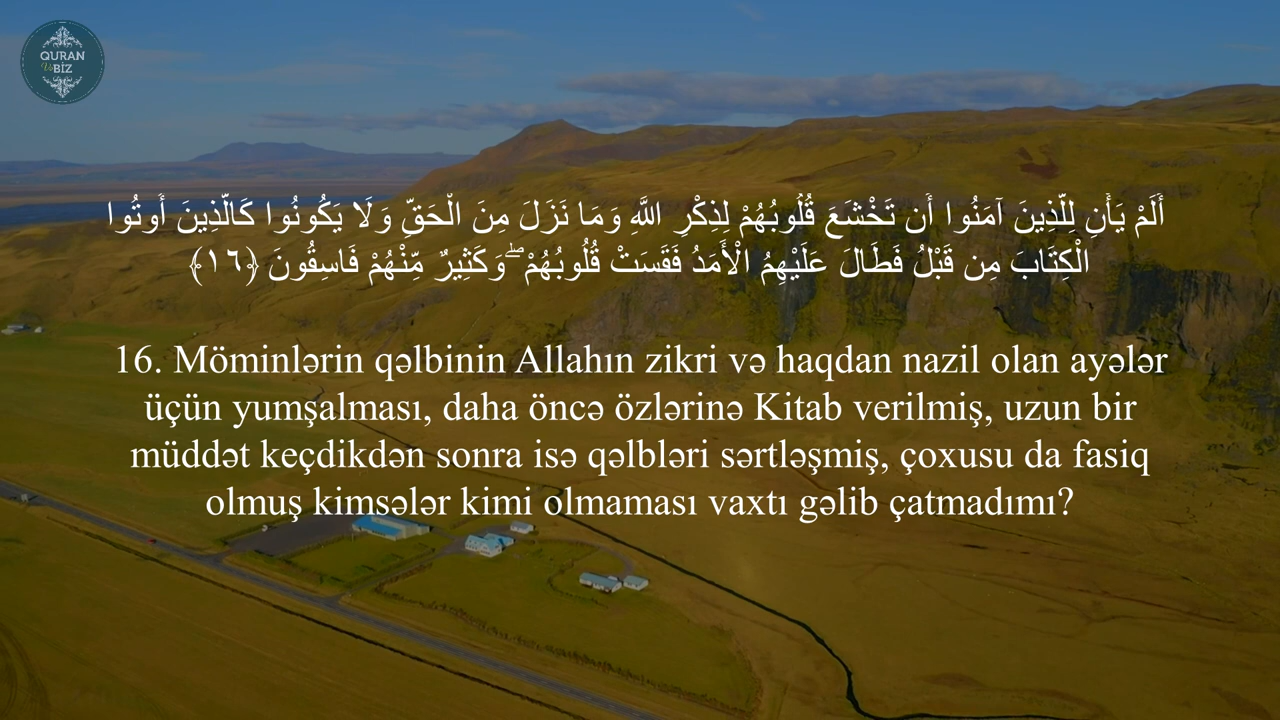 QURAN
Və
BİZ
أَلَمْ يَأْنِ لِلَّذِينَ آمَنُوا أَن تَخْشَعَ قُلُوبُهُمْ لِذِكْرِ اللَّهِ وَمَا نَزَلَ مِنَ الْحَقِّ وَلَا يَكُونُوا كَالَّذِينَ أُوتُوا
الْكِتَابَ مِن قَبْلُ فَطَالَ عَلَيْهِمُ الْأَمَدُ فَقَسَتْ قُلُوبُهُمْ ۖ وَكَثِيرٌ مِّنْهُمْ فَاسِقُونَ ﴿١٦﴾
16. Möminlərin qəlbinin Allahın zikri və haqdan nazil olan ayələr
üçün yumşalması, daha öncə özlərinə Kitab verilmiş, uzun bir
müddət keçdikdən sonra isə qəlbləri sərtləşmiş, çoxusu da fasiq
olmuş kimsələr kimi olmaması vaxtı gəlib çatmadımı?